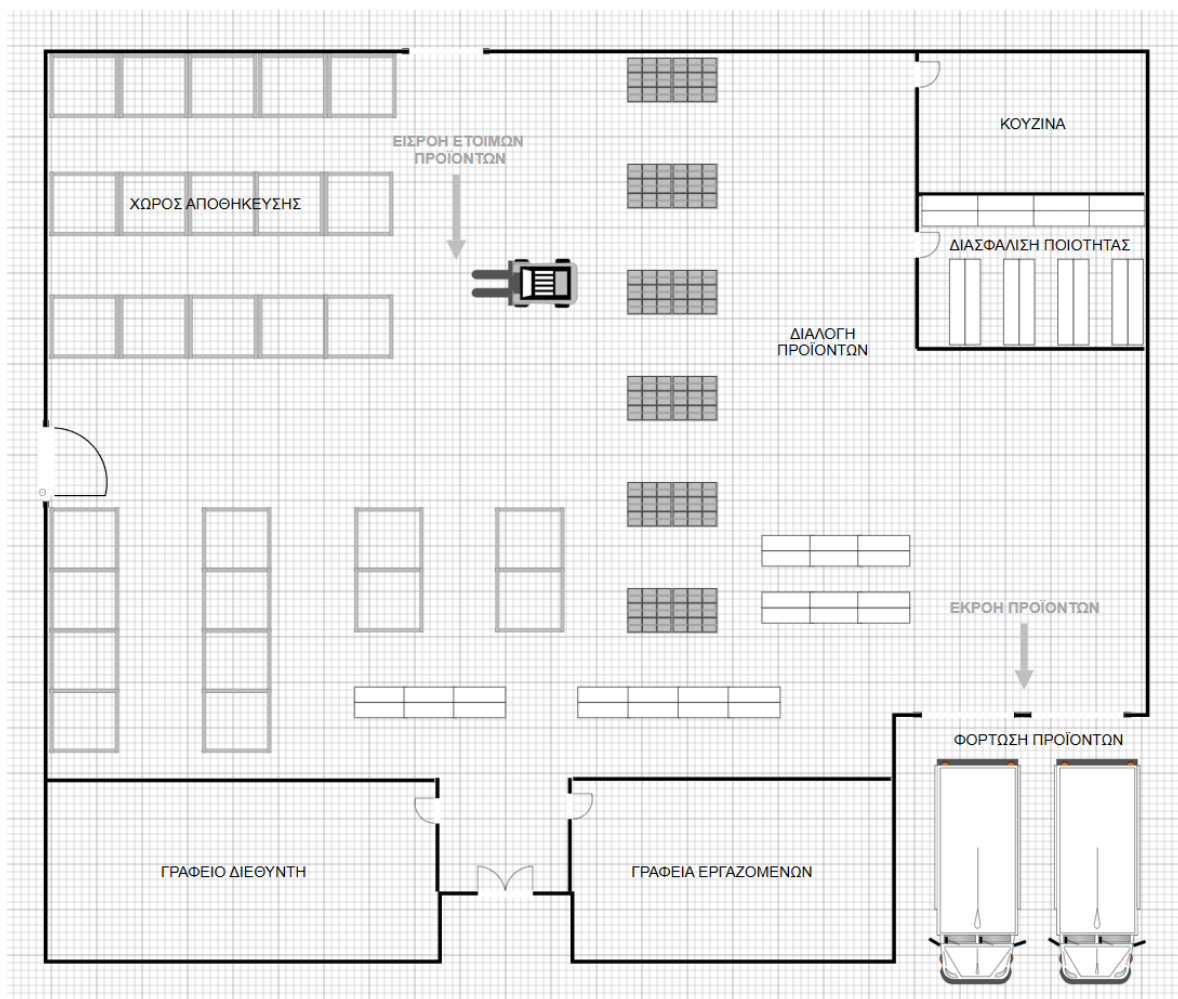 ΚΟΥΖΙΝΑ
ΕΙΣΡΟΗ ΕΤΟΙΜΩΝ
ΠΡΟΪΟΝΤΩΝ
ΧΩΡΟΣ ΑΠΟΘΗΚΕΥΣΗΣ
ΔΙΑΣΦΑΛΙΣΗ ΠΟΙΟΤΗΤΑΣ
ΔΙΑΛΟΓΗ
ΠΡΟΪΟΝΤΩΝ
ΕΚΡΟΗ ΠΡΟΪΟΝΤΩΝ
ΦΟΡΤΩΣΗ ΠΡΟΪΟΝΤΩΝ
ΓΡΑΦΕΙΟ ΔΙΕΘΥΝΤΗ
ΓΡΑΦΕΙΑ ΕΡΓΑΖΟΜΕΝΩΝ